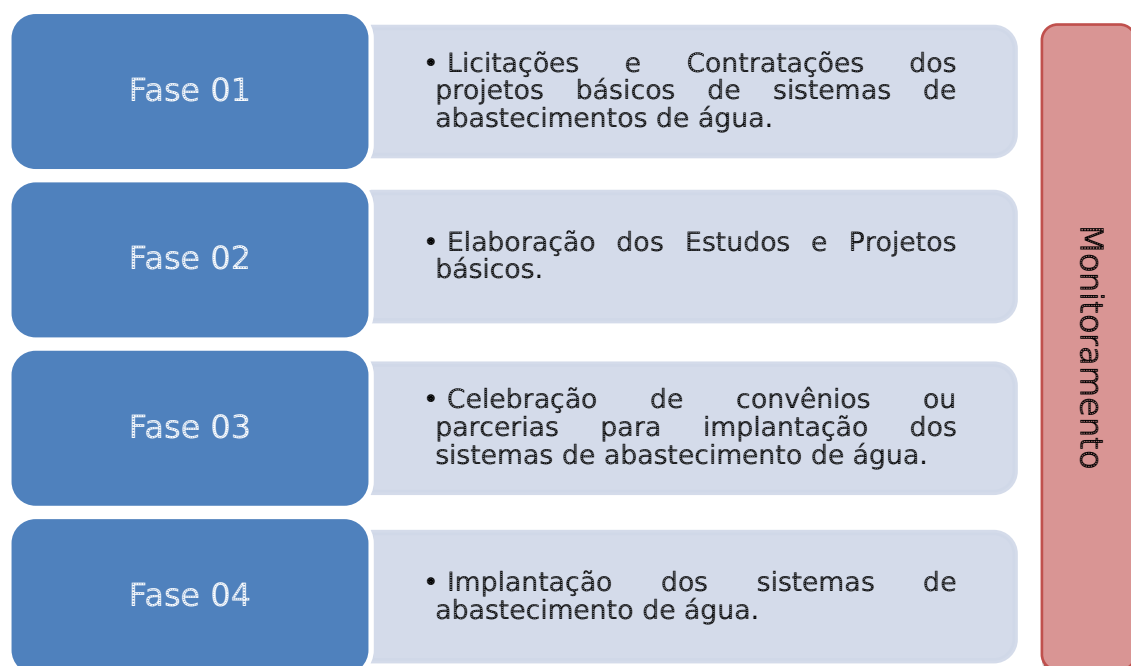 Fase 01
• Licitações e Contratações dos
projetos básicos de sistemas de
abastecimentos de água.
Fase 02
• Elaboração dos Estudos e Projetos
básicos.
Fase 03
• Celebração de convênios ou
parcerias para implantação dos
sistemas de abastecimento de água.
Fase 04
• Implantação dos sistemas de
abastecimento de água.
Monitoramento